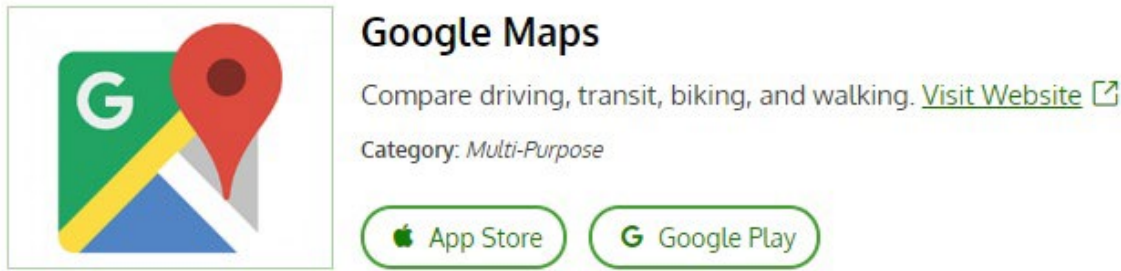 G
Google Maps
Compare driving, transit, biking, and walking. Visit Website
Category: Multi-Purpose
App Store
G Google Play